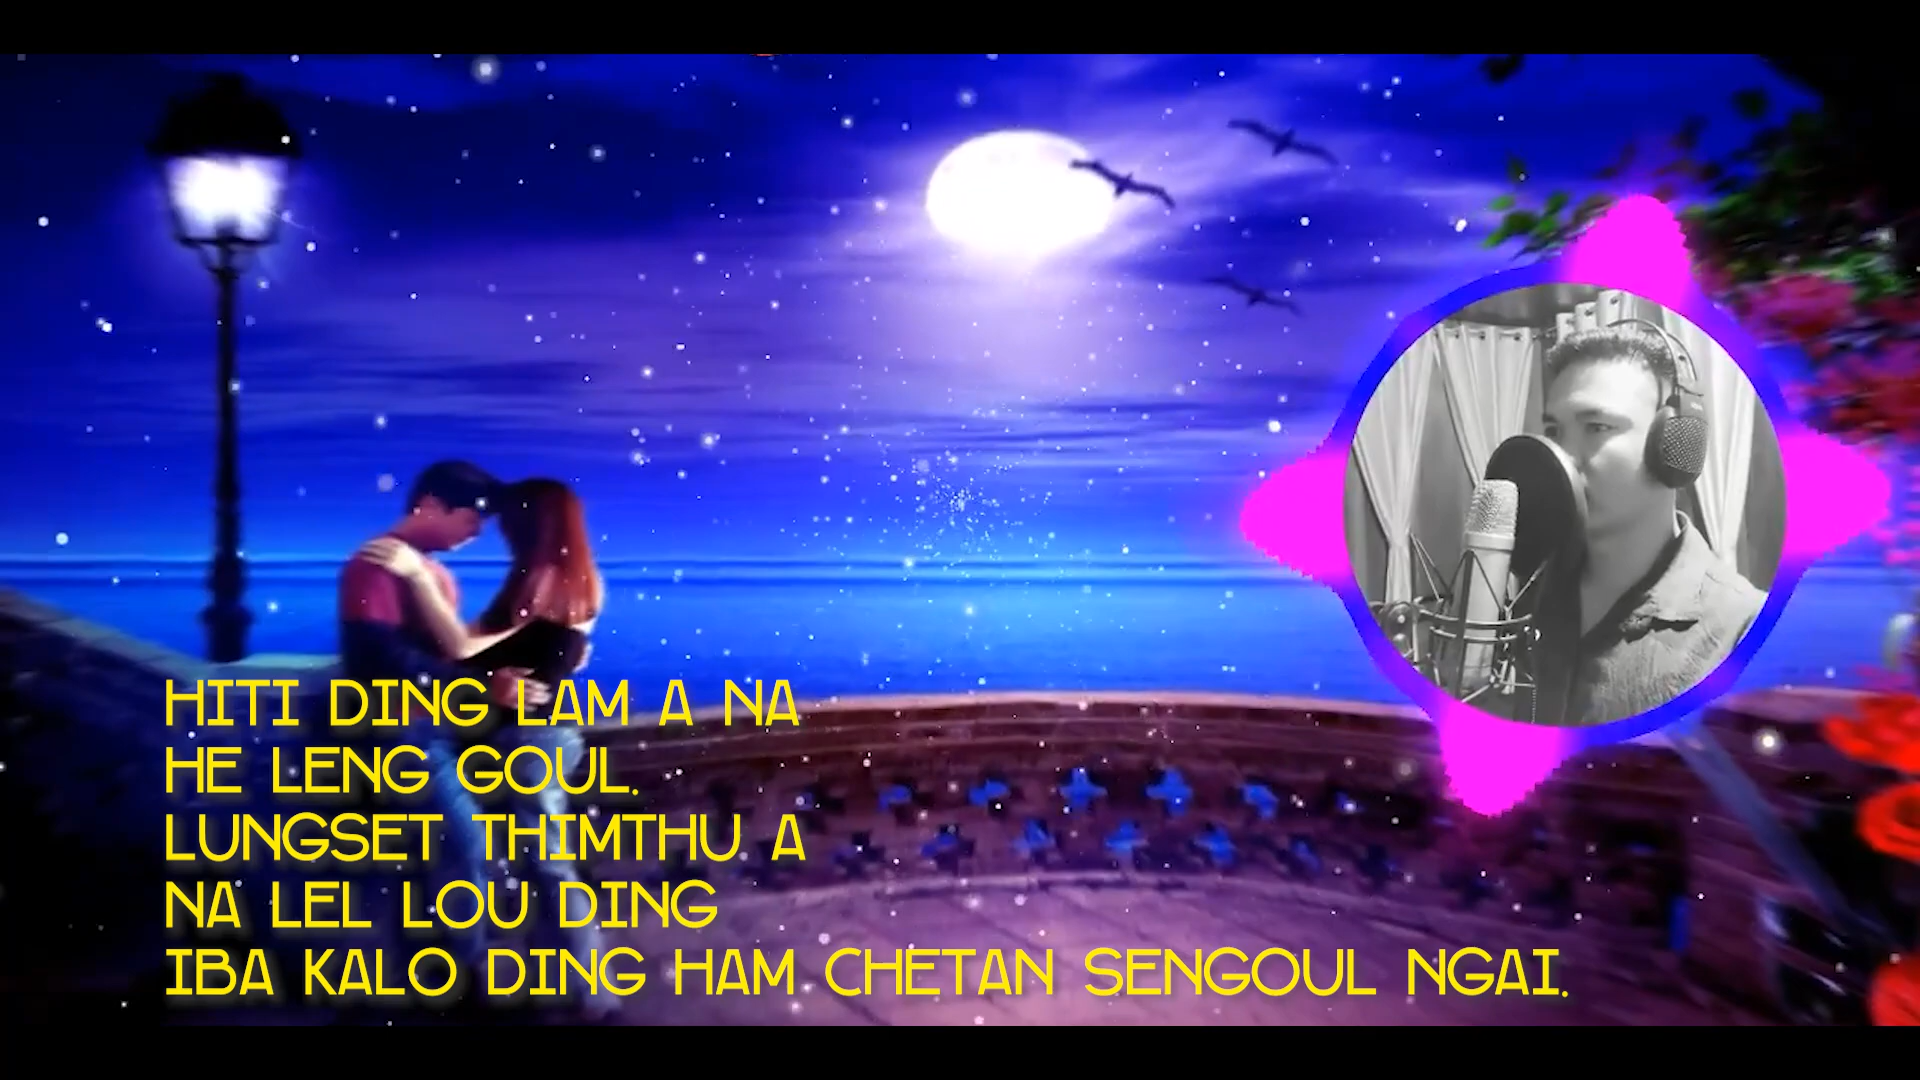 HITI DING LAM A NA
HE LENG GOUL.
LUNGSET THIMTHU A
NA LEL LOU DING
IBA KALO DING HAM CHETAN SENGOUL NGAI.